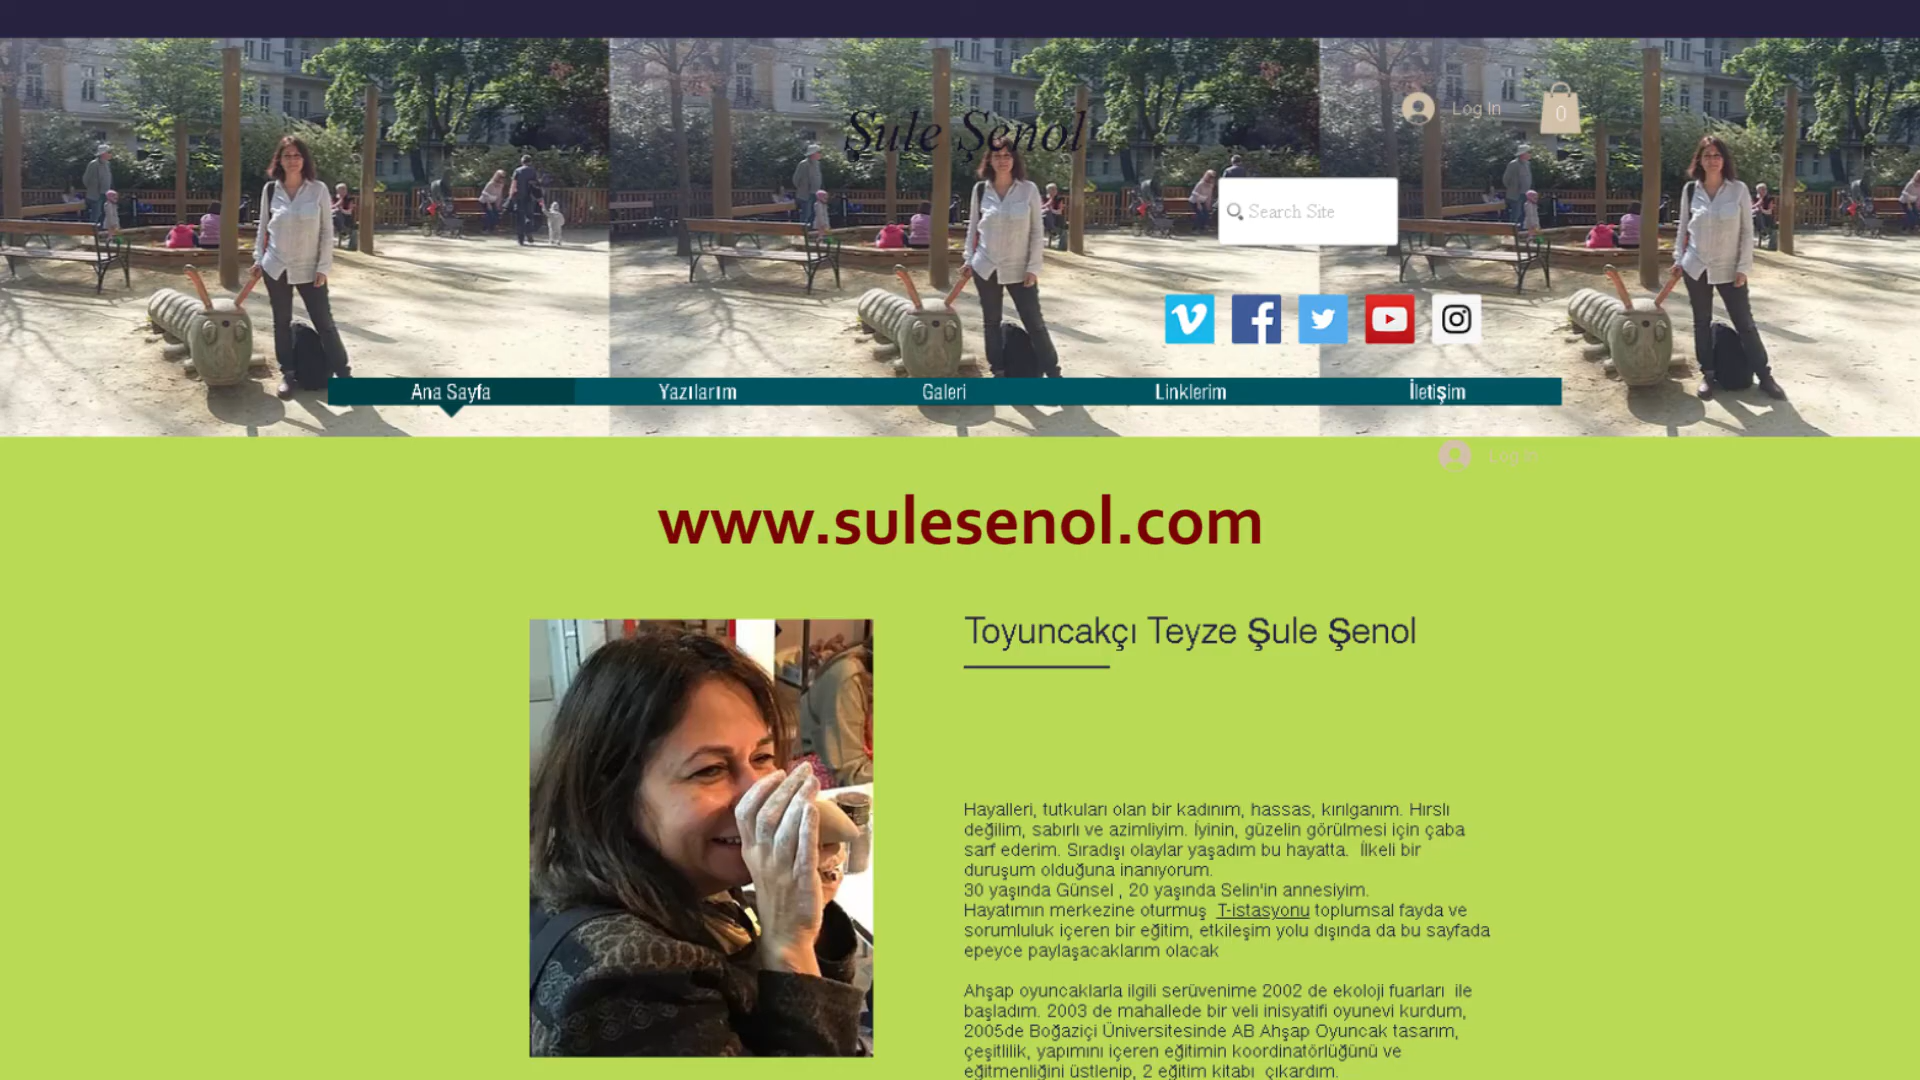 Şule Şenol
Log In
0
Search Site
Ana Sayfa
Yazılarım
Galeri
Linklerim
İletişim
Log In
www.sulesenol.com
Toyuncakçı Teyze Şule Şenol
Hayalleri, tutkuları olan bir kadınım, hassas, kırılganım. Hırslı
değilim, sabırlı ve azimliyim. İyinin, güzelin görülmesi için çaba
sarf ederim. Sıradışı olaylar yaşadım bu hayatta. İlkeli bir
duruşum olduğuna inanıyorum.
30 yaşında Günsel , 20 yaşında Selin'in annesiyim.
Hayatımın merkezine oturmuş T-istasyonu toplumsal fayda ve
sorumluluk içeren bir eğitim, etkileşim yolu dışında da bu sayfada
epeyce paylaşacaklarım olacak
Ahşap oyuncaklarla ilgili serüvenime 2002 de ekoloji fuarları ile
başladım. 2003 de mahallede bir veli inisyatifi oyunevi kurdum,
2005de Boğaziçi Üniversitesinde AB Ahşap Oyuncak tasarım,
çeşitlilik, yapımını içeren eğitimin koordinatörlüğünü ve
eğitmenliğini üstlenip, 2 eğitim kitabı çıkardım.